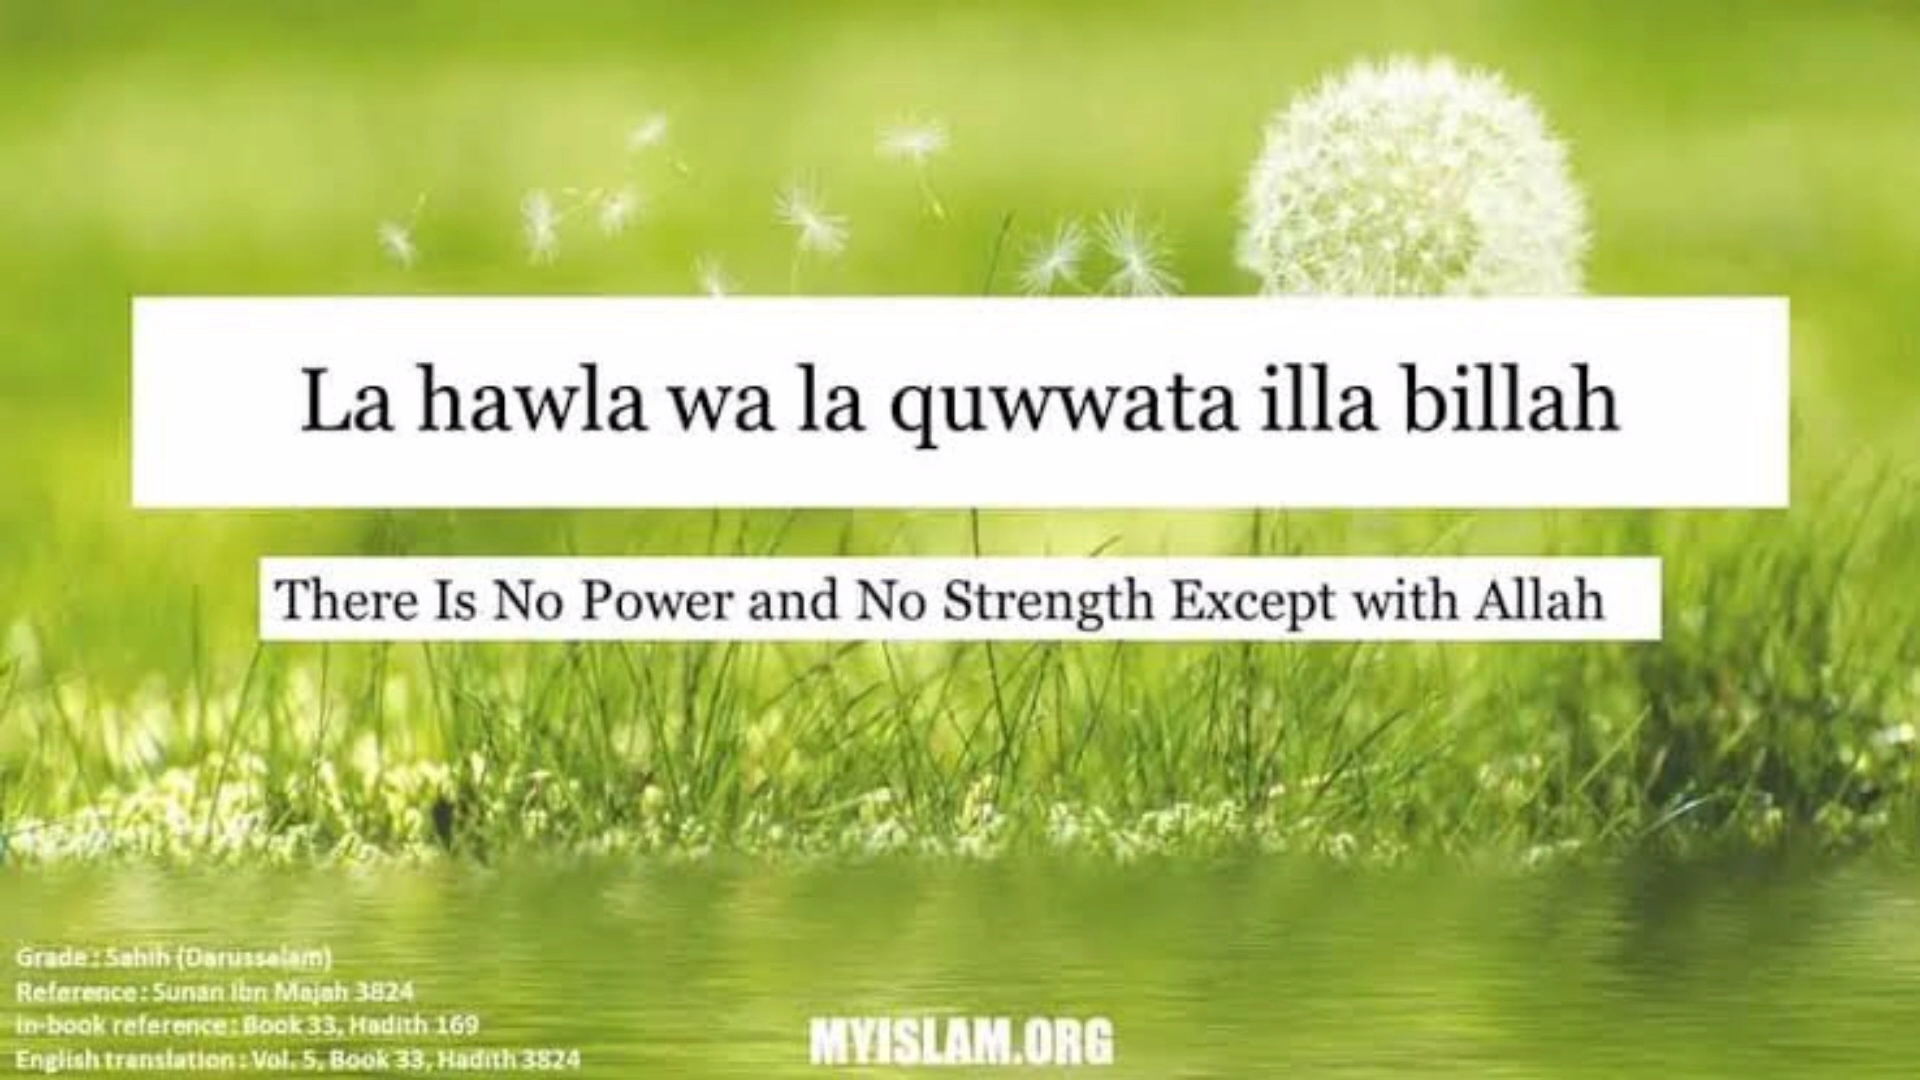 La hawla wa la quwwata illa billah
There Is No Power and No Strength Except with Allah
Grade : Sahih (Darussalam)
Reference : Sunan Ibn Majah 3824
In-book reference : Book 33, Hadith 169
English translation : Vol. 5, Book 33, Hadith 3824
MYISLAM.ORG